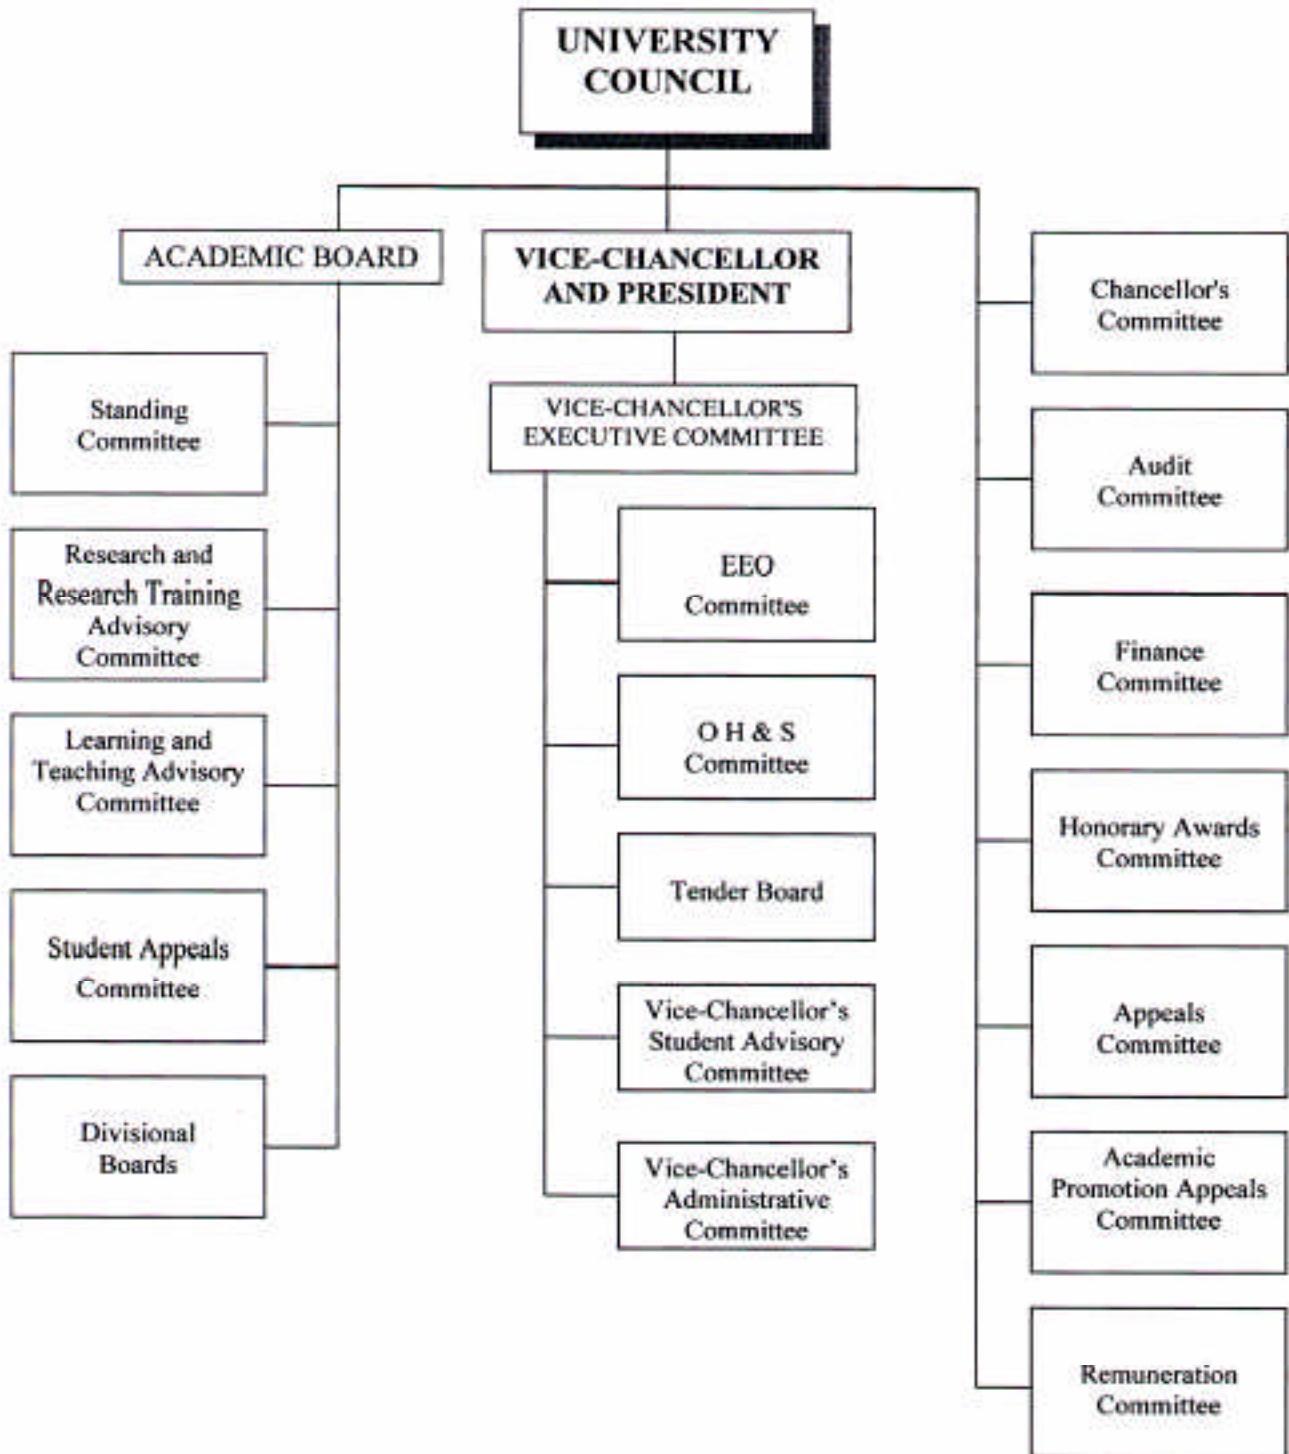 UNIVERSITY
COUNCIL
ACADEMIC BOARD
VICE-CHANCELLOR
AND PRESIDENT
VICE-CHANCELLOR'S
EXECUTIVE COMMITTEE
Standing
Committee
Research and
Research Training
Advisory
Committee
Learning and
Teaching Advisory
Committee
Student Appeals
Committee
Divisional
Boards
EEO
Committee
O H & S
Committee
Tender Board
Vice-Chancellor's
Student Advisory
Committee
Vice-Chancellor's
Administrative
Committee
Chancellor's
Committee
Audit
Committee
Finance
Committee
Honorary Awards
Committee
Appeals
Committee
Academic
Promotion Appeals
Committee
Remuneration
Committee